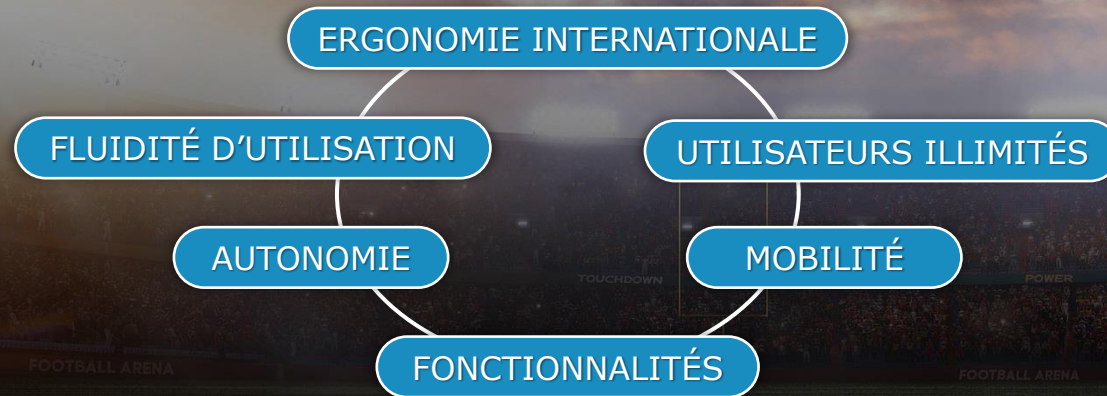 ERGONOMIE INTERNATIONALE
FLUIDITÉ D’UTILISATION
UTILISATEURS ILLIMITÉS
AUTONOMIE
MOBILITÉ
TOUCHDOWN
POWER
FONCTIONNALITÉS
FOOTBALL ARENA
FOOTBALL ARENA